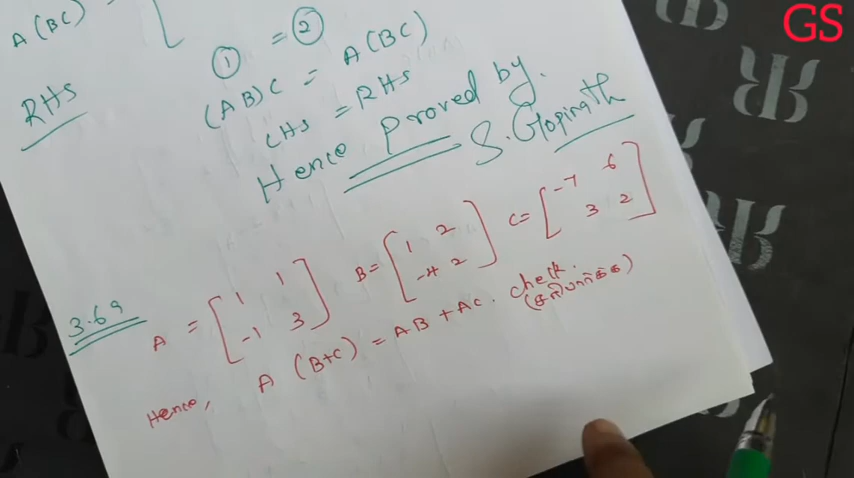 GS
A (BC)
① = ②
RHS
(AB) C = A (BC)
LHS = RHS
Hence Proved by.
S. Gopinath
3.69 A = [1 1 -1 3] B = [1 2 -4 2] C = [-7 6 3 2]
Hence, A (B+C) = AB + AC. check.
(சரிபார்க்க)